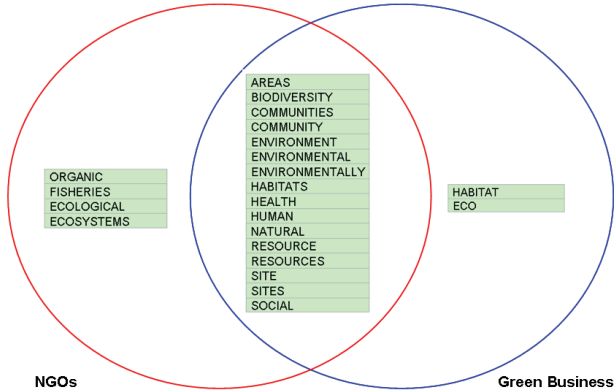 ORGANIC
FISHERIES
ECOLOGICAL
ECOSYSTEMS
AREAS
BIODIVERSITY
COMMUNITIES
COMMUNITY
ENVIRONMENT
ENVIRONMENTAL
ENVIRONMENTALLY
HABITATS
HEALTH
HUMAN
NATURAL
RESOURCE
RESOURCES
SITE
SITES
SOCIAL
HABITAT
ECO
NGOs
Green Business